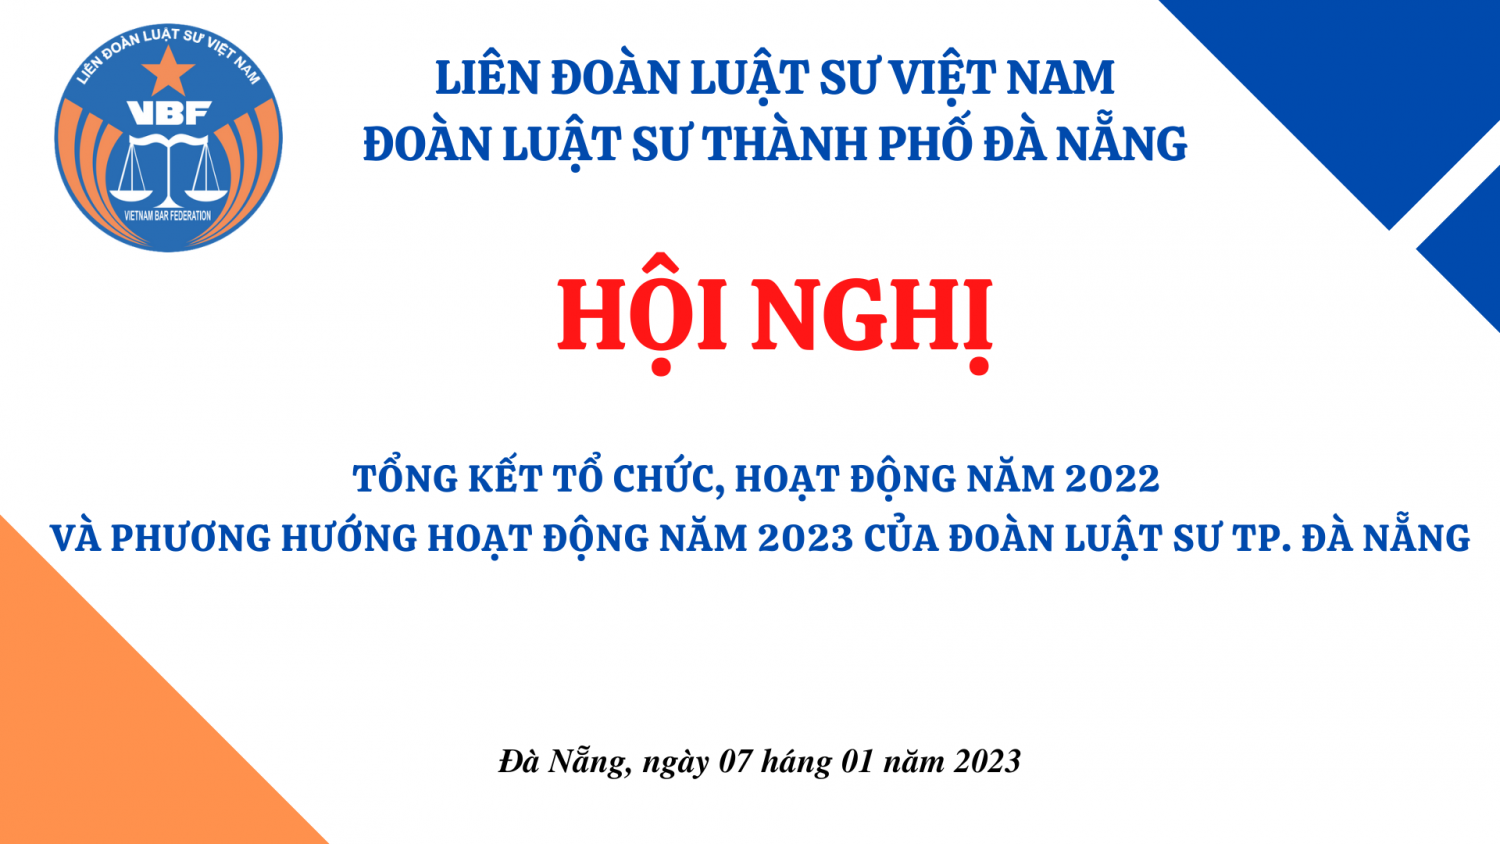 LIÊN ĐOÀN LUẬT SƯ VIỆT NAM
VBF
VIETNAM BAR FEDERATION
LIÊN ĐOÀN LUẬT SƯ VIỆT NAM
ĐOÀN LUẬT SƯ THÀNH PHỐ ĐÀ NẴNG
HỘI NGHỊ
TỔNG KẾT TỔ CHỨC, HOẠT ĐỘNG NĂM 2022
VÀ PHƯƠNG HƯỚNG HOẠT ĐỘNG NĂM 2023 CỦA ĐOÀN LUẬT SƯ TP. ĐÀ NẴNG
Đà Nẵng, ngày 07 háng 01 năm 2023